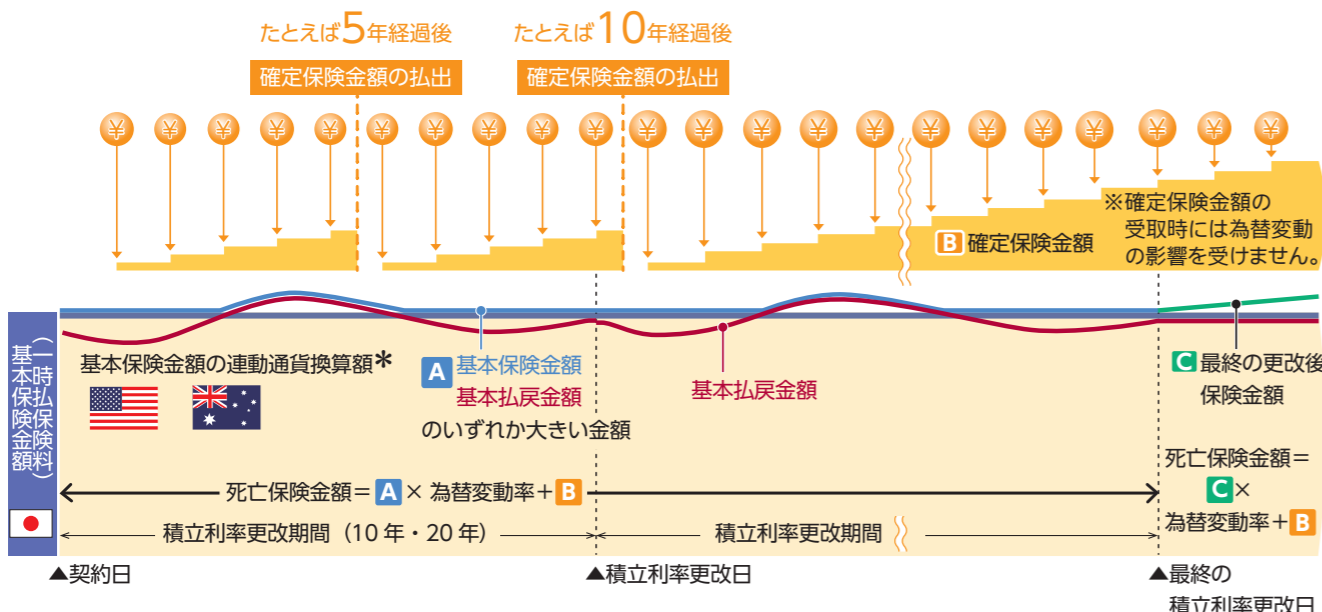 たとえば5年経過後
確定保険金額の払出
たとえば10年経過後
確定保険金額の払出
¥ ¥ ¥ ¥ ¥ ¥ ¥ ¥ ¥ ¥ ¥ ¥ ¥ ¥ ¥ ¥ ¥ ¥ ¥ ¥ ¥ ¥
B 確定保険金額
※確定保険金額の
受取時には為替変動
の影響を受けません。
基本保険金額
(一時払保険料)
基本保険金額の連動通貨換算額*
A 基本保険金額
基本払戻金額
のいずれか大きい金額
基本払戻金額
C 最終の更改後
保険金額
死亡保険金額=A×為替変動率+B
死亡保険金額=
C×
為替変動率+B
積立利率更改期間(10年・20年)
積立利率更改期間
▲契約日
▲積立利率更改日
▲最終の
積立利率更改日